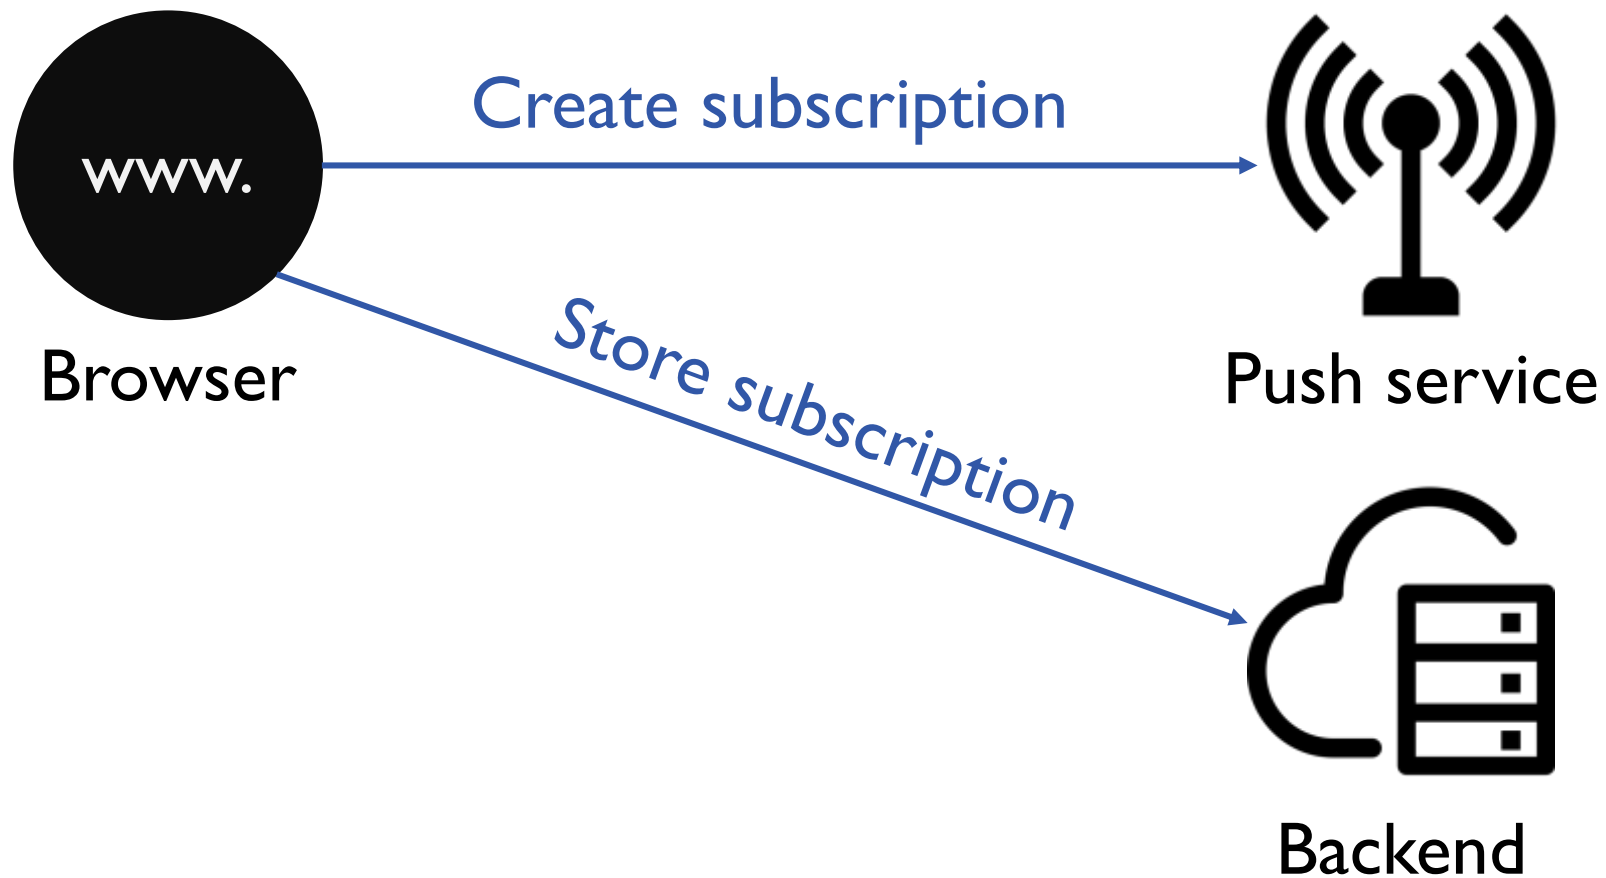 Create subscription
www.
Browser
Store subscription
Push service
Backend